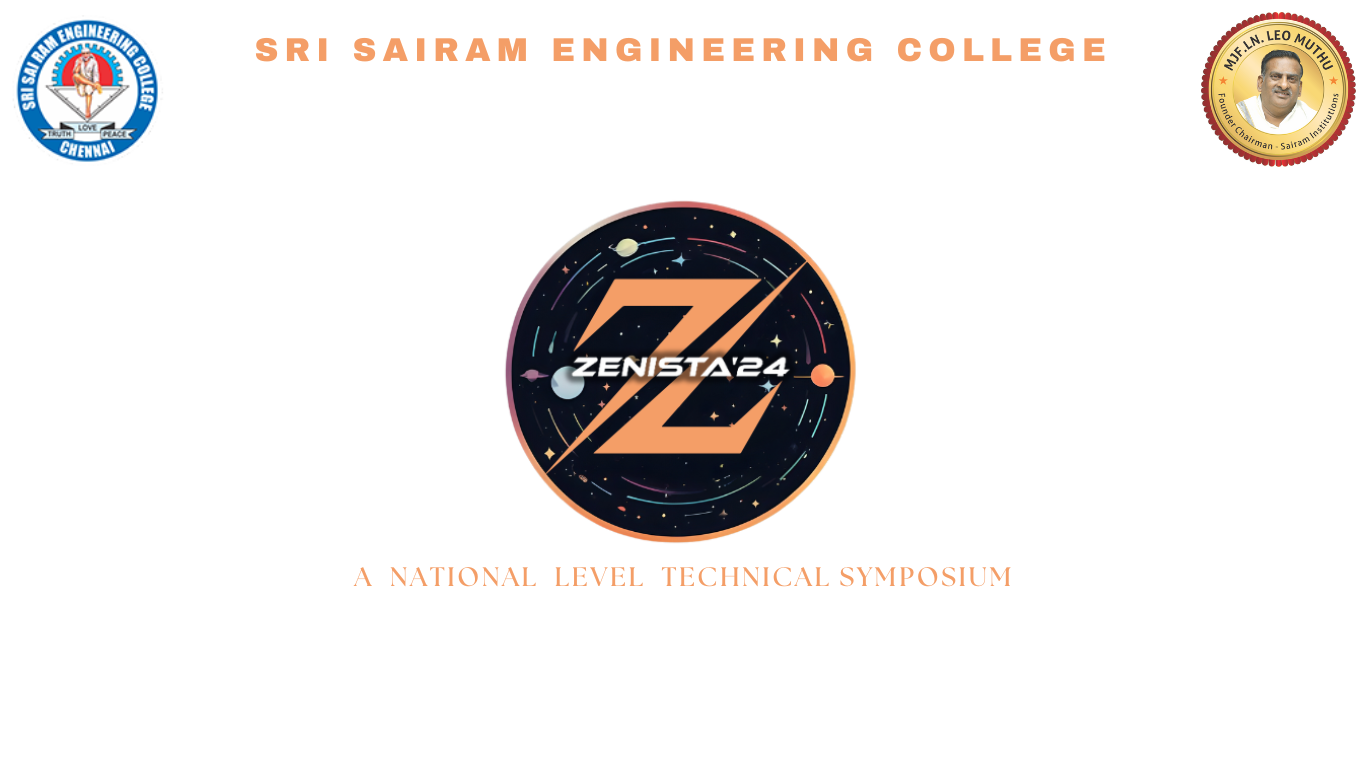 SRI SAIRAM ENGINEERING COLLEGE
SRI SAI RAM ENGINEERING COLLEGE
TRUTH LOVE PEACE
CHENNAI
MJF.LN. LEO MUTHU
Founder Chairman - Sairam Institutions
ZENISTA'24
A NATIONAL LEVEL TECHNICAL SYMPOSIUM